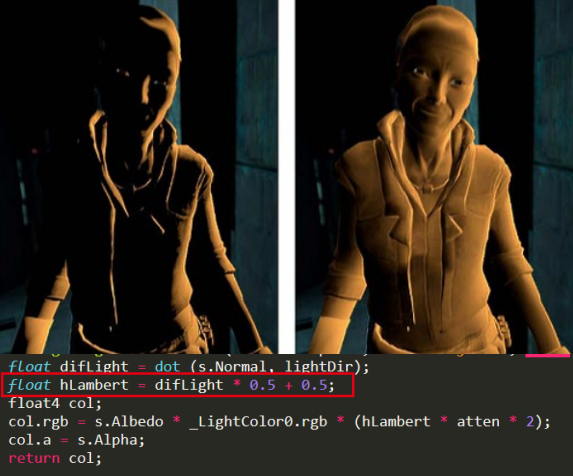 float difLight = dot (s.Normal, lightDir);
float hLambert = difLight * 0.5 + 0.5;
float4 col;
col.rgb = s.Albedo * _LightColor0.rgb * (hLambert * atten * 2);
col.a = s.Alpha;
return col;